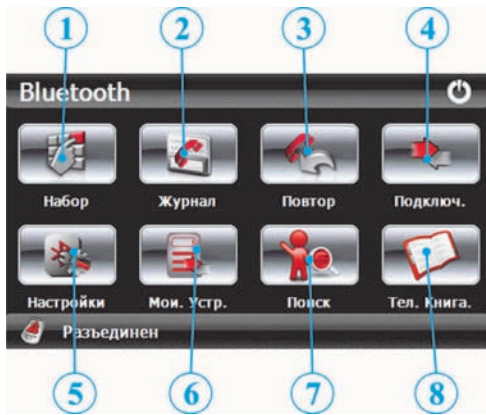 1 2 3 4
Bluetooth
Набор Журнал Повтор Подключ.
Настройки Мои. Устр. Поиск Тел. Книга.
Разъединен
5 6 7 8